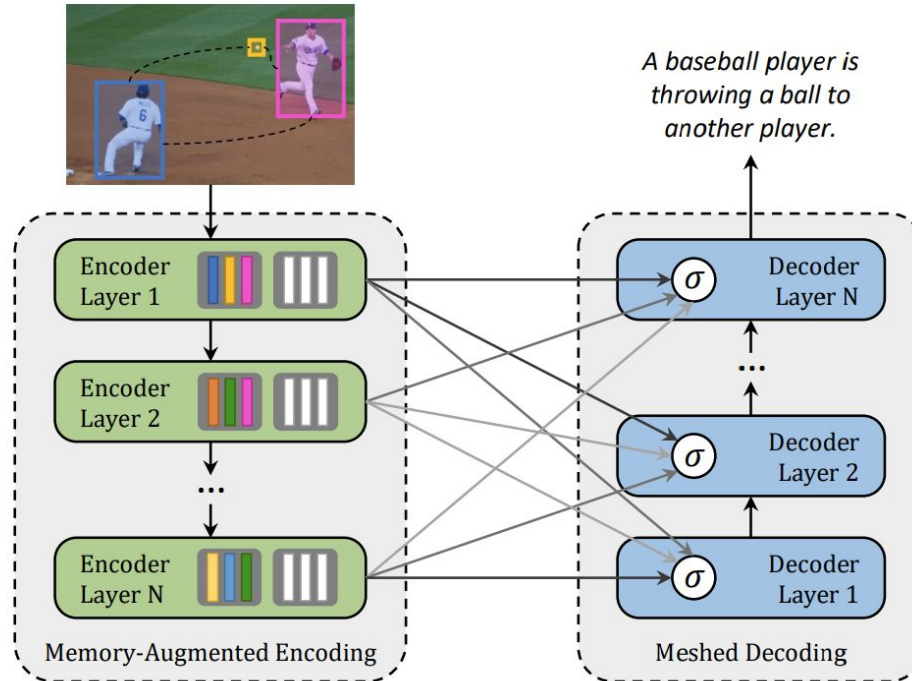 6
A baseball player is
throwing a ball to
another player.
Encoder
Layer 1
Encoder
Layer 2
...
Encoder
Layer N
Memory-Augmented Encoding
σ
Decoder
Layer N
...
σ
Decoder
Layer 2
σ
Decoder
Layer 1
Meshed Decoding